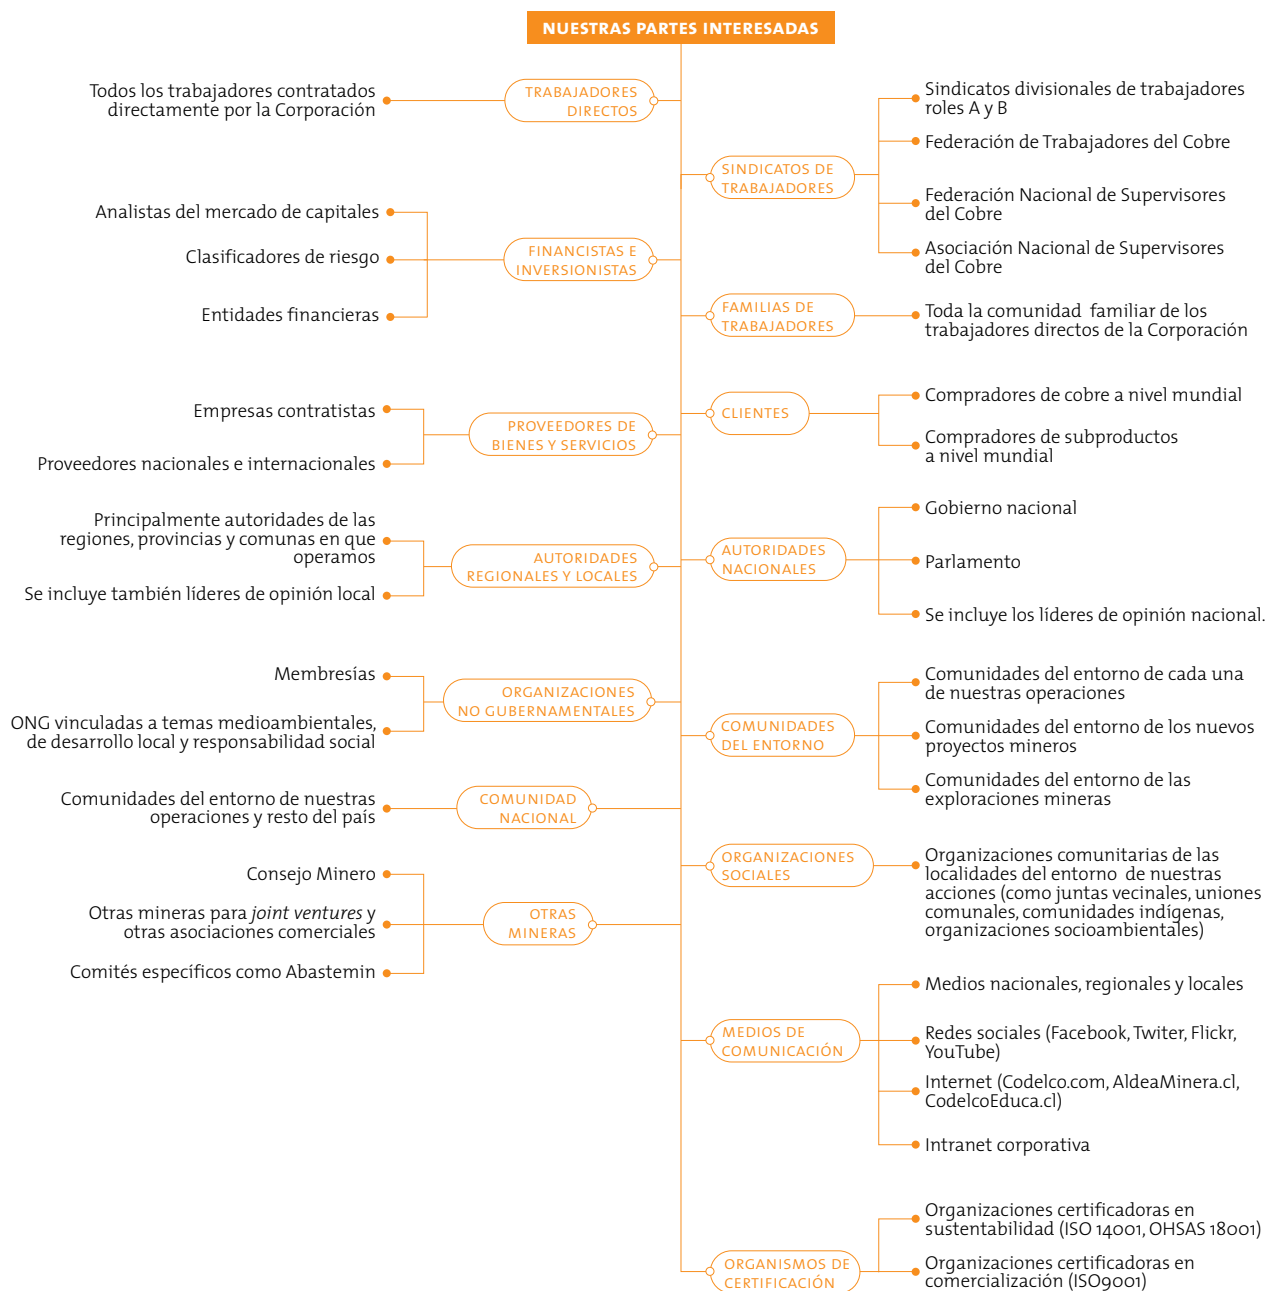 NUESTRAS PARTES INTERESADAS
TRABAJADORES
DIRECTOS
Todos los trabajadores contratados
directamente por la Corporación
SINDICATOS DE
TRABAJADORES
Sindicatos divisionales de trabajadores
roles A y B
Federación de Trabajadores del Cobre
Federación Nacional de Supervisores
del Cobre
Asociación Nacional de Supervisores
del Cobre
FINANCISTAS E
INVERSIONISTAS
Analistas del mercado de capitales
Clasificadores de riesgo
Entidades financieras
FAMILIAS DE
TRABAJADORES
Toda la comunidad familiar de los
trabajadores directos de la Corporación
CLIENTES
Compradores de cobre a nivel mundial
Compradores de subproductos
a nivel mundial
PROVEEDORES DE
BIENES Y SERVICIOS
Empresas contratistas
Proveedores nacionales e internacionales
AUTORIDADES
NACIONALES
Gobierno nacional
Parlamento
Se incluye los líderes de opinión nacional.
AUTORIDADES
REGIONALES Y LOCALES
Principalmente autoridades de las
regiones, provincias y comunas en que
operamos
Se incluye también líderes de opinión local
ORGANIZACIONES
NO GUBERNAMENTALES
Membresías
ONG vinculadas a temas medioambientales,
de desarrollo local y responsabilidad social
COMUNIDADES
DEL ENTORNO
Comunidades del entorno de cada una
de nuestras operaciones
Comunidades del entorno de los nuevos
proyectos mineros
Comunidades del entorno de las
exploraciones mineras
COMUNIDAD
NACIONAL
Comunidades del entorno de nuestras
operaciones y resto del país
ORGANIZACIONES
SOCIALES
Organizaciones comunitarias de las
localidades del entorno de nuestras
acciones (como juntas vecinales, uniones
comunales, comunidades indígenas,
organizaciones socioambientales)
OTRAS
MINERAS
Consejo Minero
Otras mineras para joint ventures y
otras asociaciones comerciales
Comités específicos como Abastemin
MEDIOS DE
COMUNICACIÓN
Medios nacionales, regionales y locales
Redes sociales (Facebook, Twiter, Flickr,
YouTube)
Internet (Codelco.com, AldeaMinera.cl,
CodelcoEduca.cl)
Intranet corporativa
ORGANISMOS DE
CERTIFICACIÓN
Organizaciones certificadoras en
sustentabilidad (ISO 14001, OHSAS 18001)
Organizaciones certificadoras en
comercialización (ISO9001)